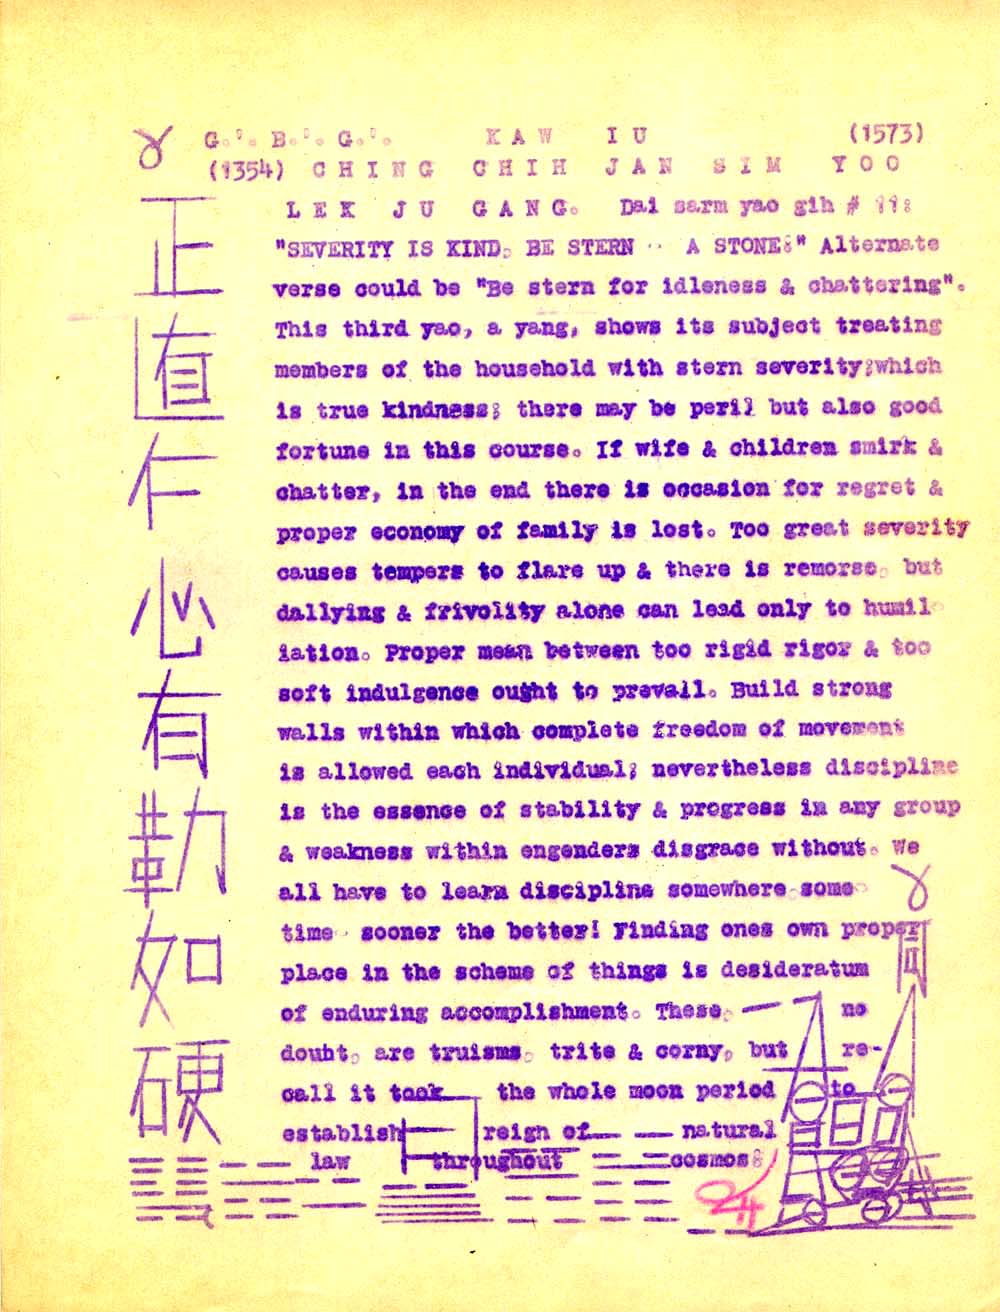 G.'. B.'. G.'. KAW IU (1573)
(1354) CHING CHIH JAN SIM YOO
LEK JU GANG. Dai sarm yao gih # 11:
"SEVERITY IS KIND, BE STERN A STONE:" Alternate
verse could be "Be stern for idleness & chattering".
This third yao, a yang, shows its subject treating
members of the household with stern severity;which
is true kindness; there may be peril but also good
fortune in this course. If wife & children smirk &
chatter, in the end there is occasion for regret &
proper economy of family is lost. Too great severity
causes tempers to flare up & there is remorse, but
dallying & frivolity alone can lead only to humil
iation. Proper mean between too rigid rigor & too
soft indulgence ought to prevail. Build strong
walls within which complete freedom of movement
is allowed each individual; nevertheless discipline
is the essence of stability & progress in any group
& weakness within engenders disgrace without. We
all have to learn discipline somewhere some
time sooner the better! Finding ones own proper
place in the scheme of things is desideratum
of enduring accomplishment. These, no
doubt, are truisms, trite & corny, but re-
call it took the whole moon period to
establish reign of natural
law throughout cosmos:
正
直
仁
心
有
勒
如
硬
24